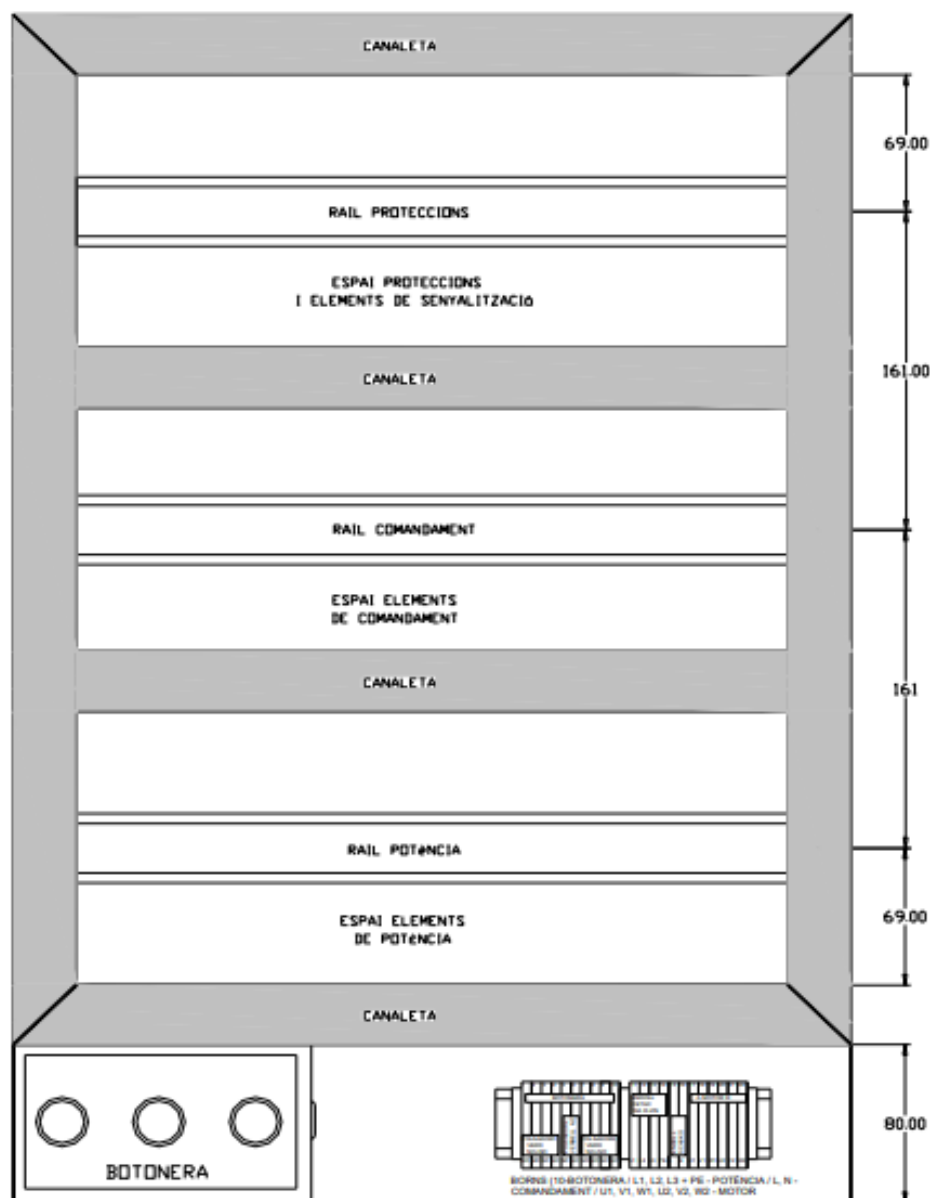 CANALETA
69.00
RAIL PROTECCIONS
ESPAI PROTECCIONS
I ELEMENTS DE SENYALITZACIó
CANALETA
161.00
RAIL COMANDAMENT
ESPAI ELEMENTS
DE COMANDAMENT
CANALETA
161
RAIL POTèNCIA
ESPAI ELEMENTS
DE POTèNCIA
69.00
CANALETA
BOTONERA
80.00
BORNS (10-BOTONERA / L1, L2, L3 + PE - POTÈNCIA / L, N -
COMANDAMENT / U1, V1, W1, U2, V2, W2 - MOTOR